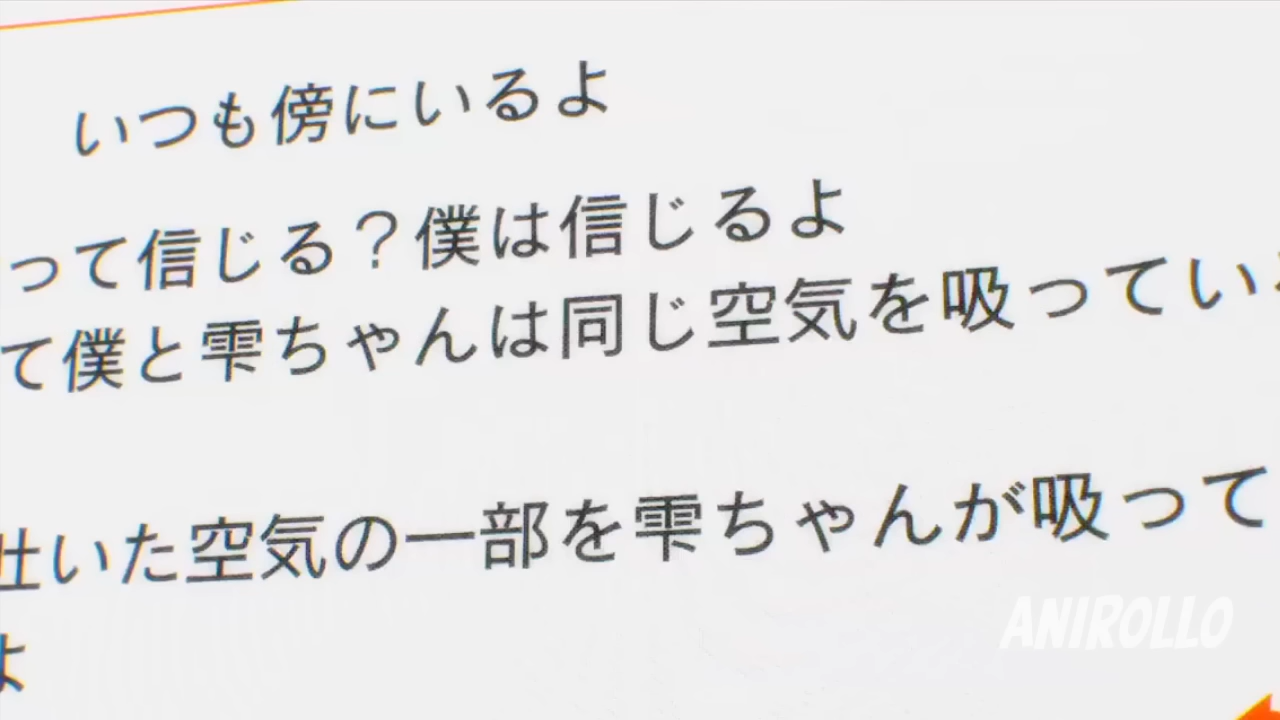 いつも傍にいるよ
って信じる？僕は信じるよ
て僕と雫ちゃんは同じ空気を吸ってい
吐いた空気の一部を雫ちゃんが吸って
よ
ANIROLLO